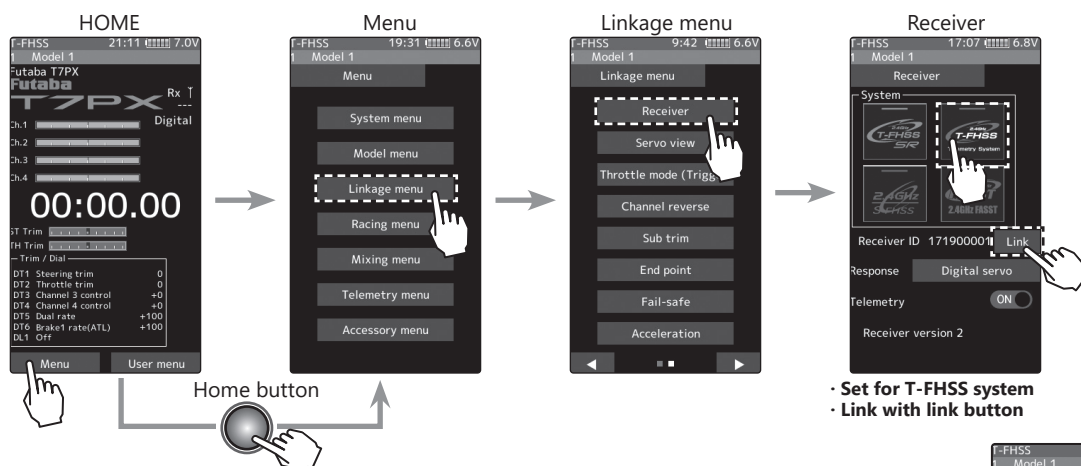 HOME
T-FHSS 21:11 7.0V
1 Model 1
Futaba T7PX
Futaba
T7PX
Rx
---
Digital
Ch.1
Ch.2
Ch.3
Ch.4
00:00.00
ST Trim
TH Trim
Trim / Dial
DT1 Steering trim 0
DT2 Throttle trim 0
DT3 Channel 3 control +0
DT4 Channel 4 control +0
DT5 Dual rate +100
DT6 Brake1 rate(ATL) +100
DL1 Off
Menu User menu
Home button
Menu
T-FHSS 19:31 6.6V
1 Model 1
Menu
System menu
Model menu
Linkage menu
Racing menu
Mixing menu
Telemetry menu
Accessory menu
Linkage menu
T-FHSS 9:42 6.6V
1 Model 1
Linkage menu
Receiver
Servo view
Throttle mode (Trigg
Channel reverse
Sub trim
End point
Fail-safe
Acceleration
Receiver
T-FHSS 17:07 6.8V
1 Model 1
Receiver
System
2.4GHz
T-FHSS
SR
2.4GHz
T-FHSS
Telemetry System
2.4GHz
S-FHSS
2.4GHz FASST
Receiver ID 171900001 Link
Response Digital servo
Telemetry ON
Receiver version 2
· Set for T-FHSS system
· Link with link button
T-FHSS
1 Model 1